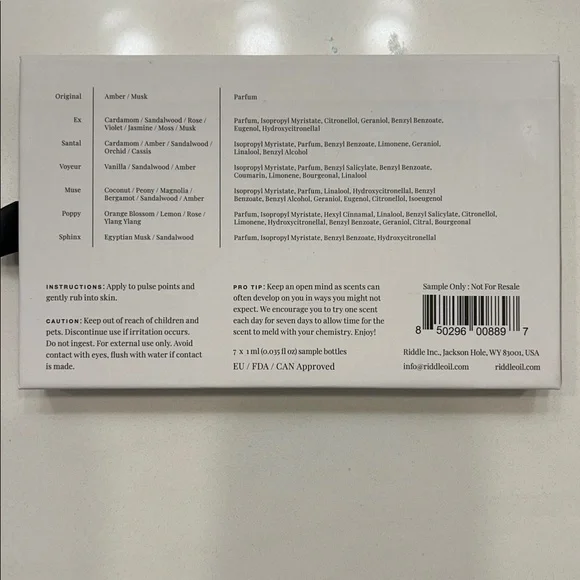 Original Amber / Musk Parfum
Ex Cardamom / Sandalwood / Rose / Parfum, Isopropyl Myristate, Citronellol, Geraniol, Benzyl Benzoate,
Violet / Jasmine / Moss / Musk Eugenol, Hydroxycitronellal
Santal Cardamom / Amber / Sandalwood / Isopropyl Myristate, Parfum, Benzyl Benzoate, Limonene, Geraniol,
Orchid / Cassis Linalool, Benzyl Alcohol
Voyeur Vanilla / Sandalwood / Amber Isopropyl Myristate, Parfum, Benzyl Salicylate, Benzyl Benzoate,
Coumarin, Limonene, Bourgeonal, Linalool
Muse Coconut / Peony / Magnolia / Isopropyl Myristate, Parfum, Linalool, Hydroxycitronellal, Benzyl
Bergamot / Sandalwood / Amber Benzoate, Benzyl Alcohol, Geraniol, Eugenol, Citronellol, Isoeugenol
Poppy Orange Blossom / Lemon / Rose / Parfum, Isopropyl Myristate, Hexyl Cinnamal, Linalool, Benzyl Salicylate, Citronellol,
Ylang Ylang Limonene, Hydroxycitronellal, Benzyl Benzoate, Geraniol, Citral, Bourgeonal
Sphinx Egyptian Musk / Sandalwood Parfum, Isopropyl Myristate, Benzyl Benzoate, Hydroxycitronellal
INSTRUCTIONS: Apply to pulse points and
gently rub into skin.
CAUTION: Keep out of reach of children and
pets. Discontinue use if irritation occurs.
Do not ingest. For external use only. Avoid
contact with eyes, flush with water if contact
is made.
PRO TIP: Keep an open mind as scents can
often develop on you in ways you might not
expect. We encourage you to try one scent
each day for seven days to allow time for the
scent to meld with your chemistry. Enjoy!
7 x 1 ml (0.035 fl oz) sample bottles
EU / FDA / CAN Approved
Sample Only : Not For Resale
8 50296 00889 7
Riddle Inc., Jackson Hole, WY 83001, USA
info@riddleoil.com riddleoil.com